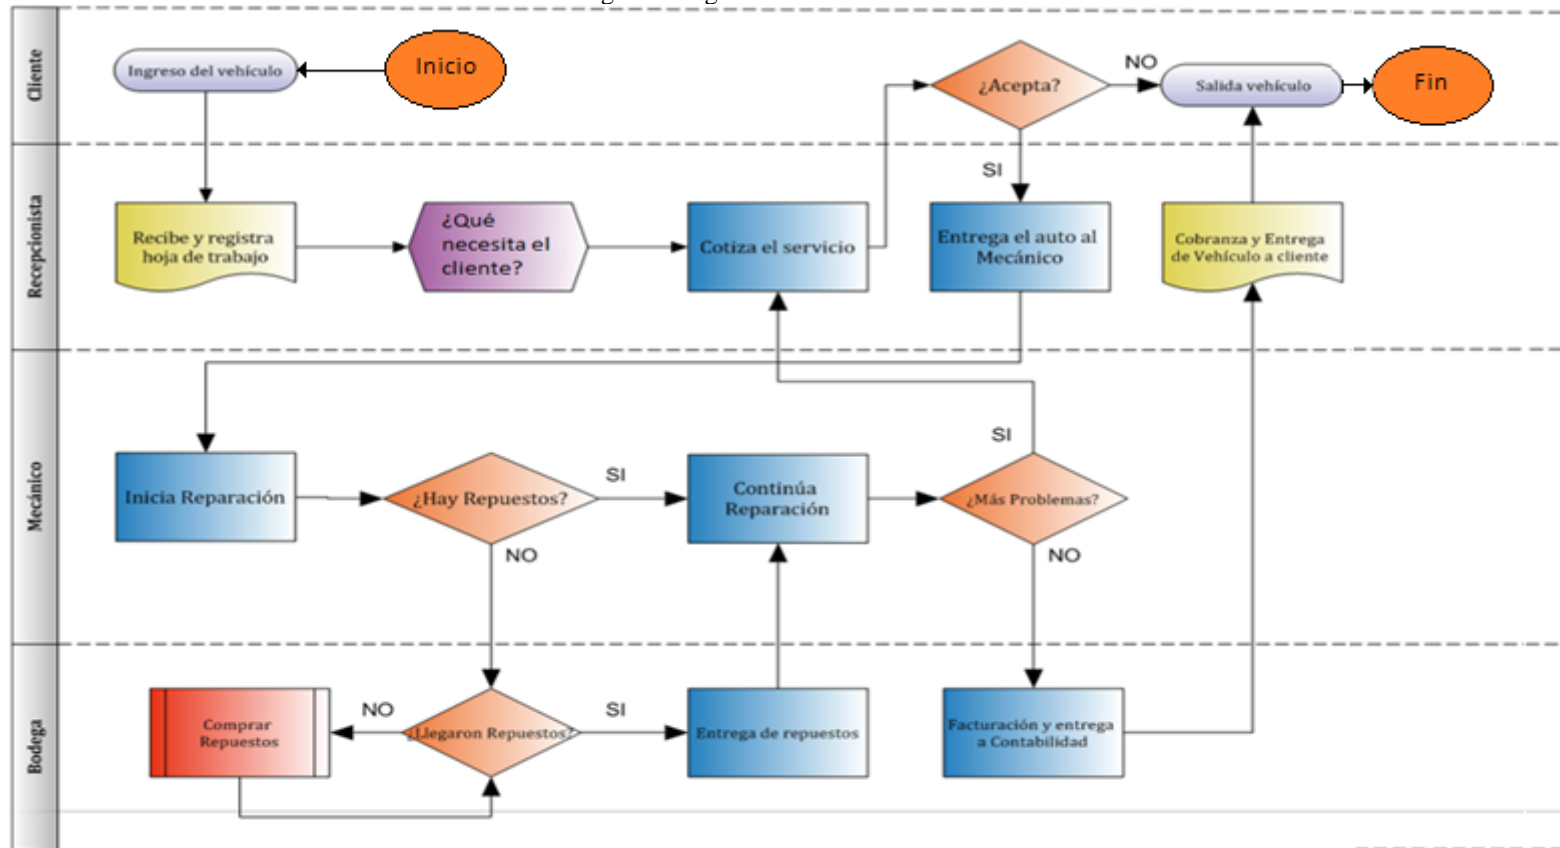 Cliente
Ingreso del vehículo
Inicio
¿Acepta?
NO
Salida vehículo
Fin
SI
Recepcionista
Recibe y registra
hoja de trabajo
¿Qué
necesita el
cliente?
Cotiza el servicio
Entrega el auto al
Mecánico
Cobranza y Entrega
de Vehículo a cliente
Mecánico
Inicia Reparación
¿Hay Repuestos?
SI
NO
Continúa
Reparación
¿Más Problemas?
SI
NO
Bodega
Comprar
Repuestos
NO
¿Llegaron Repuestos?
SI
Entrega de repuestos
Facturación y entrega
a Contabilidad